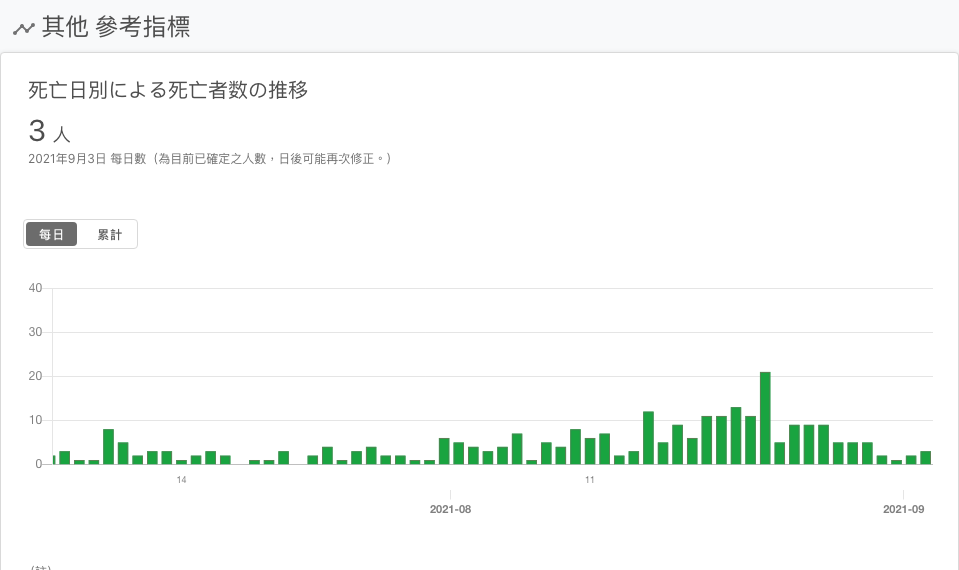 其他 參考指標
死亡日別による死亡者数の推移
3 人
2021年9月3日 每日數（為目前已確定之人數，日後可能再次修正。）
每日 累計
40
30
20
10
0
14 11
2021-08 2021-09